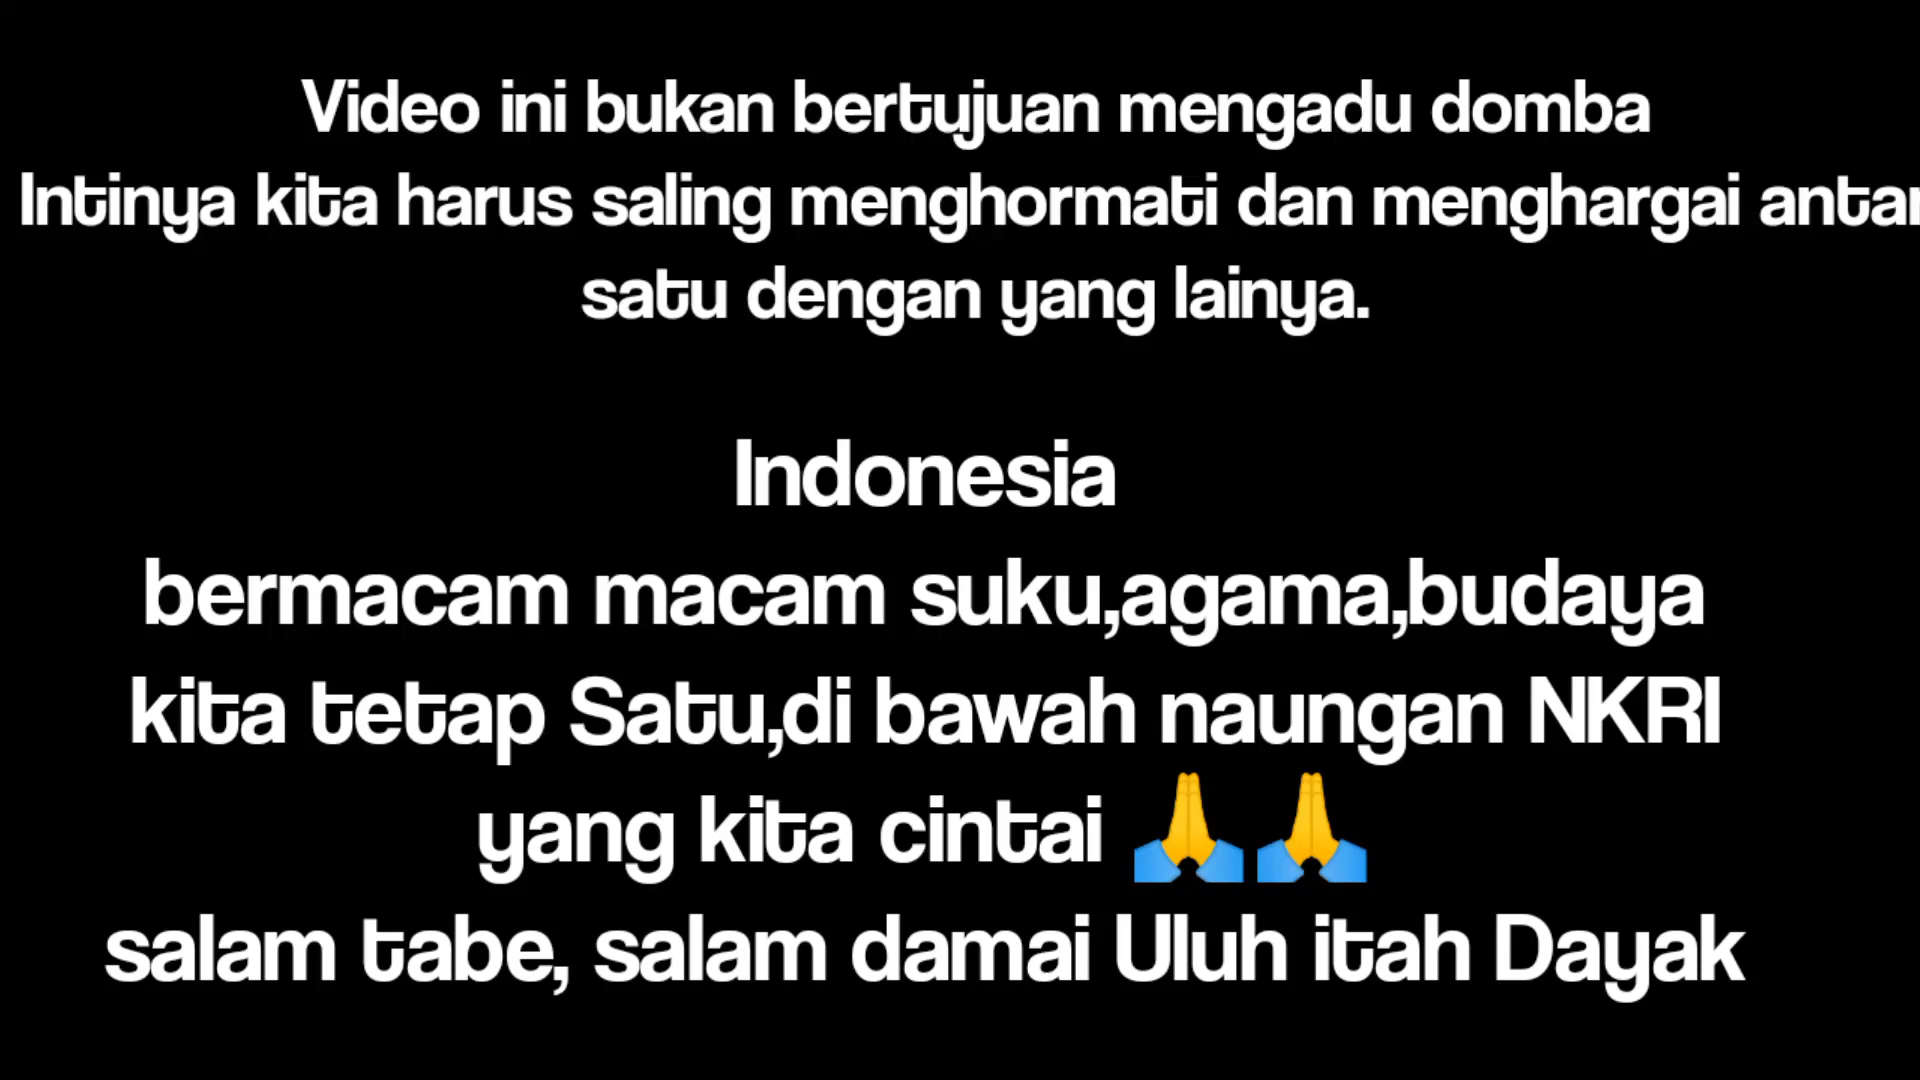 Video ini bukan bertujuan mengadu domba
Intinya kita harus saling menghormati dan menghargai antar
satu dengan yang lainya.
Indonesia
bermacam macam suku,agama,budaya
kita tetap Satu,di bawah naungan NKRI
yang kita cintai 🙏🙏
salam tabe, salam damai Uluh itah Dayak